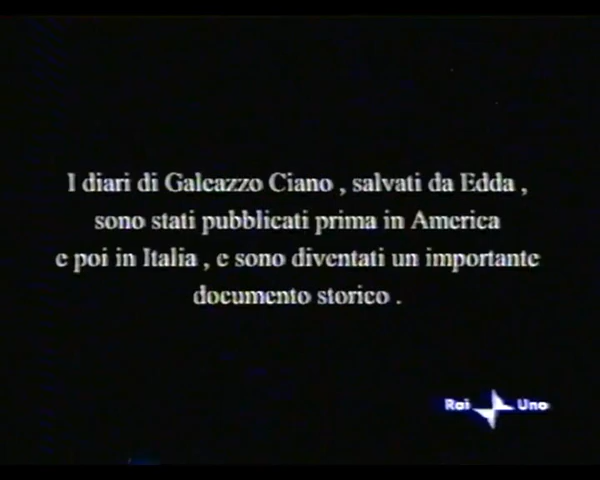 I diari di Galeazzo Ciano , salvati da Edda ,
sono stati pubblicati prima in America
e poi in Italia , e sono diventati un importante
documento storico .
Rai Uno